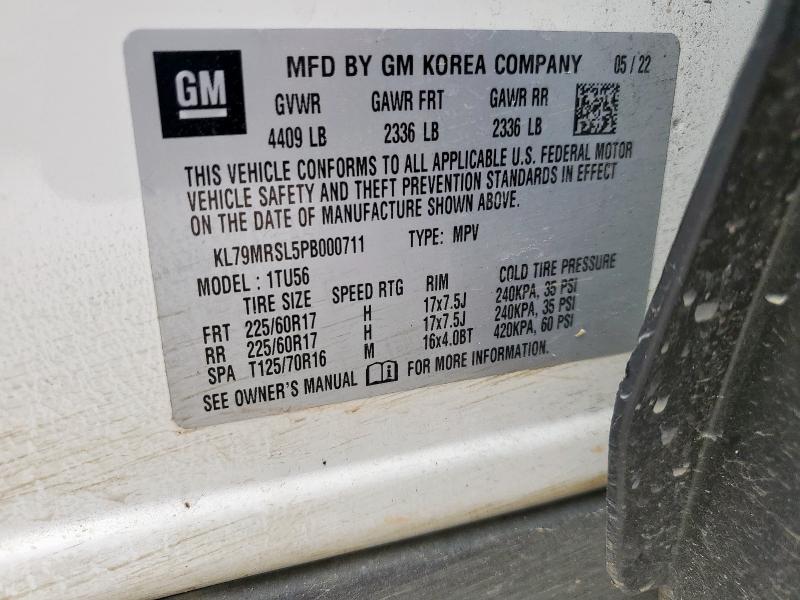 GM
MFD BY GM KOREA COMPANY 05/22
GVWR GAWR FRT GAWR RR
4409 LB 2336 LB 2336 LB
THIS VEHICLE CONFORMS TO ALL APPLICABLE U.S. FEDERAL MOTOR
VEHICLE SAFETY AND THEFT PREVENTION STANDARDS IN EFFECT
ON THE DATE OF MANUFACTURE SHOWN ABOVE.
KL79MRSL5PB000711 TYPE: MPV
MODEL : 1TU56
TIRE SIZE SPEED RTG RIM COLD TIRE PRESSURE
FRT 225/60R17 H 17x7.5J 240KPA, 35 PSI
RR 225/60R17 H 17x7.5J 240KPA, 35 PSI
SPA T125/70R16 M 16x4.0BT 420KPA, 60 PSI
SEE OWNER'S MANUAL FOR MORE INFORMATION.